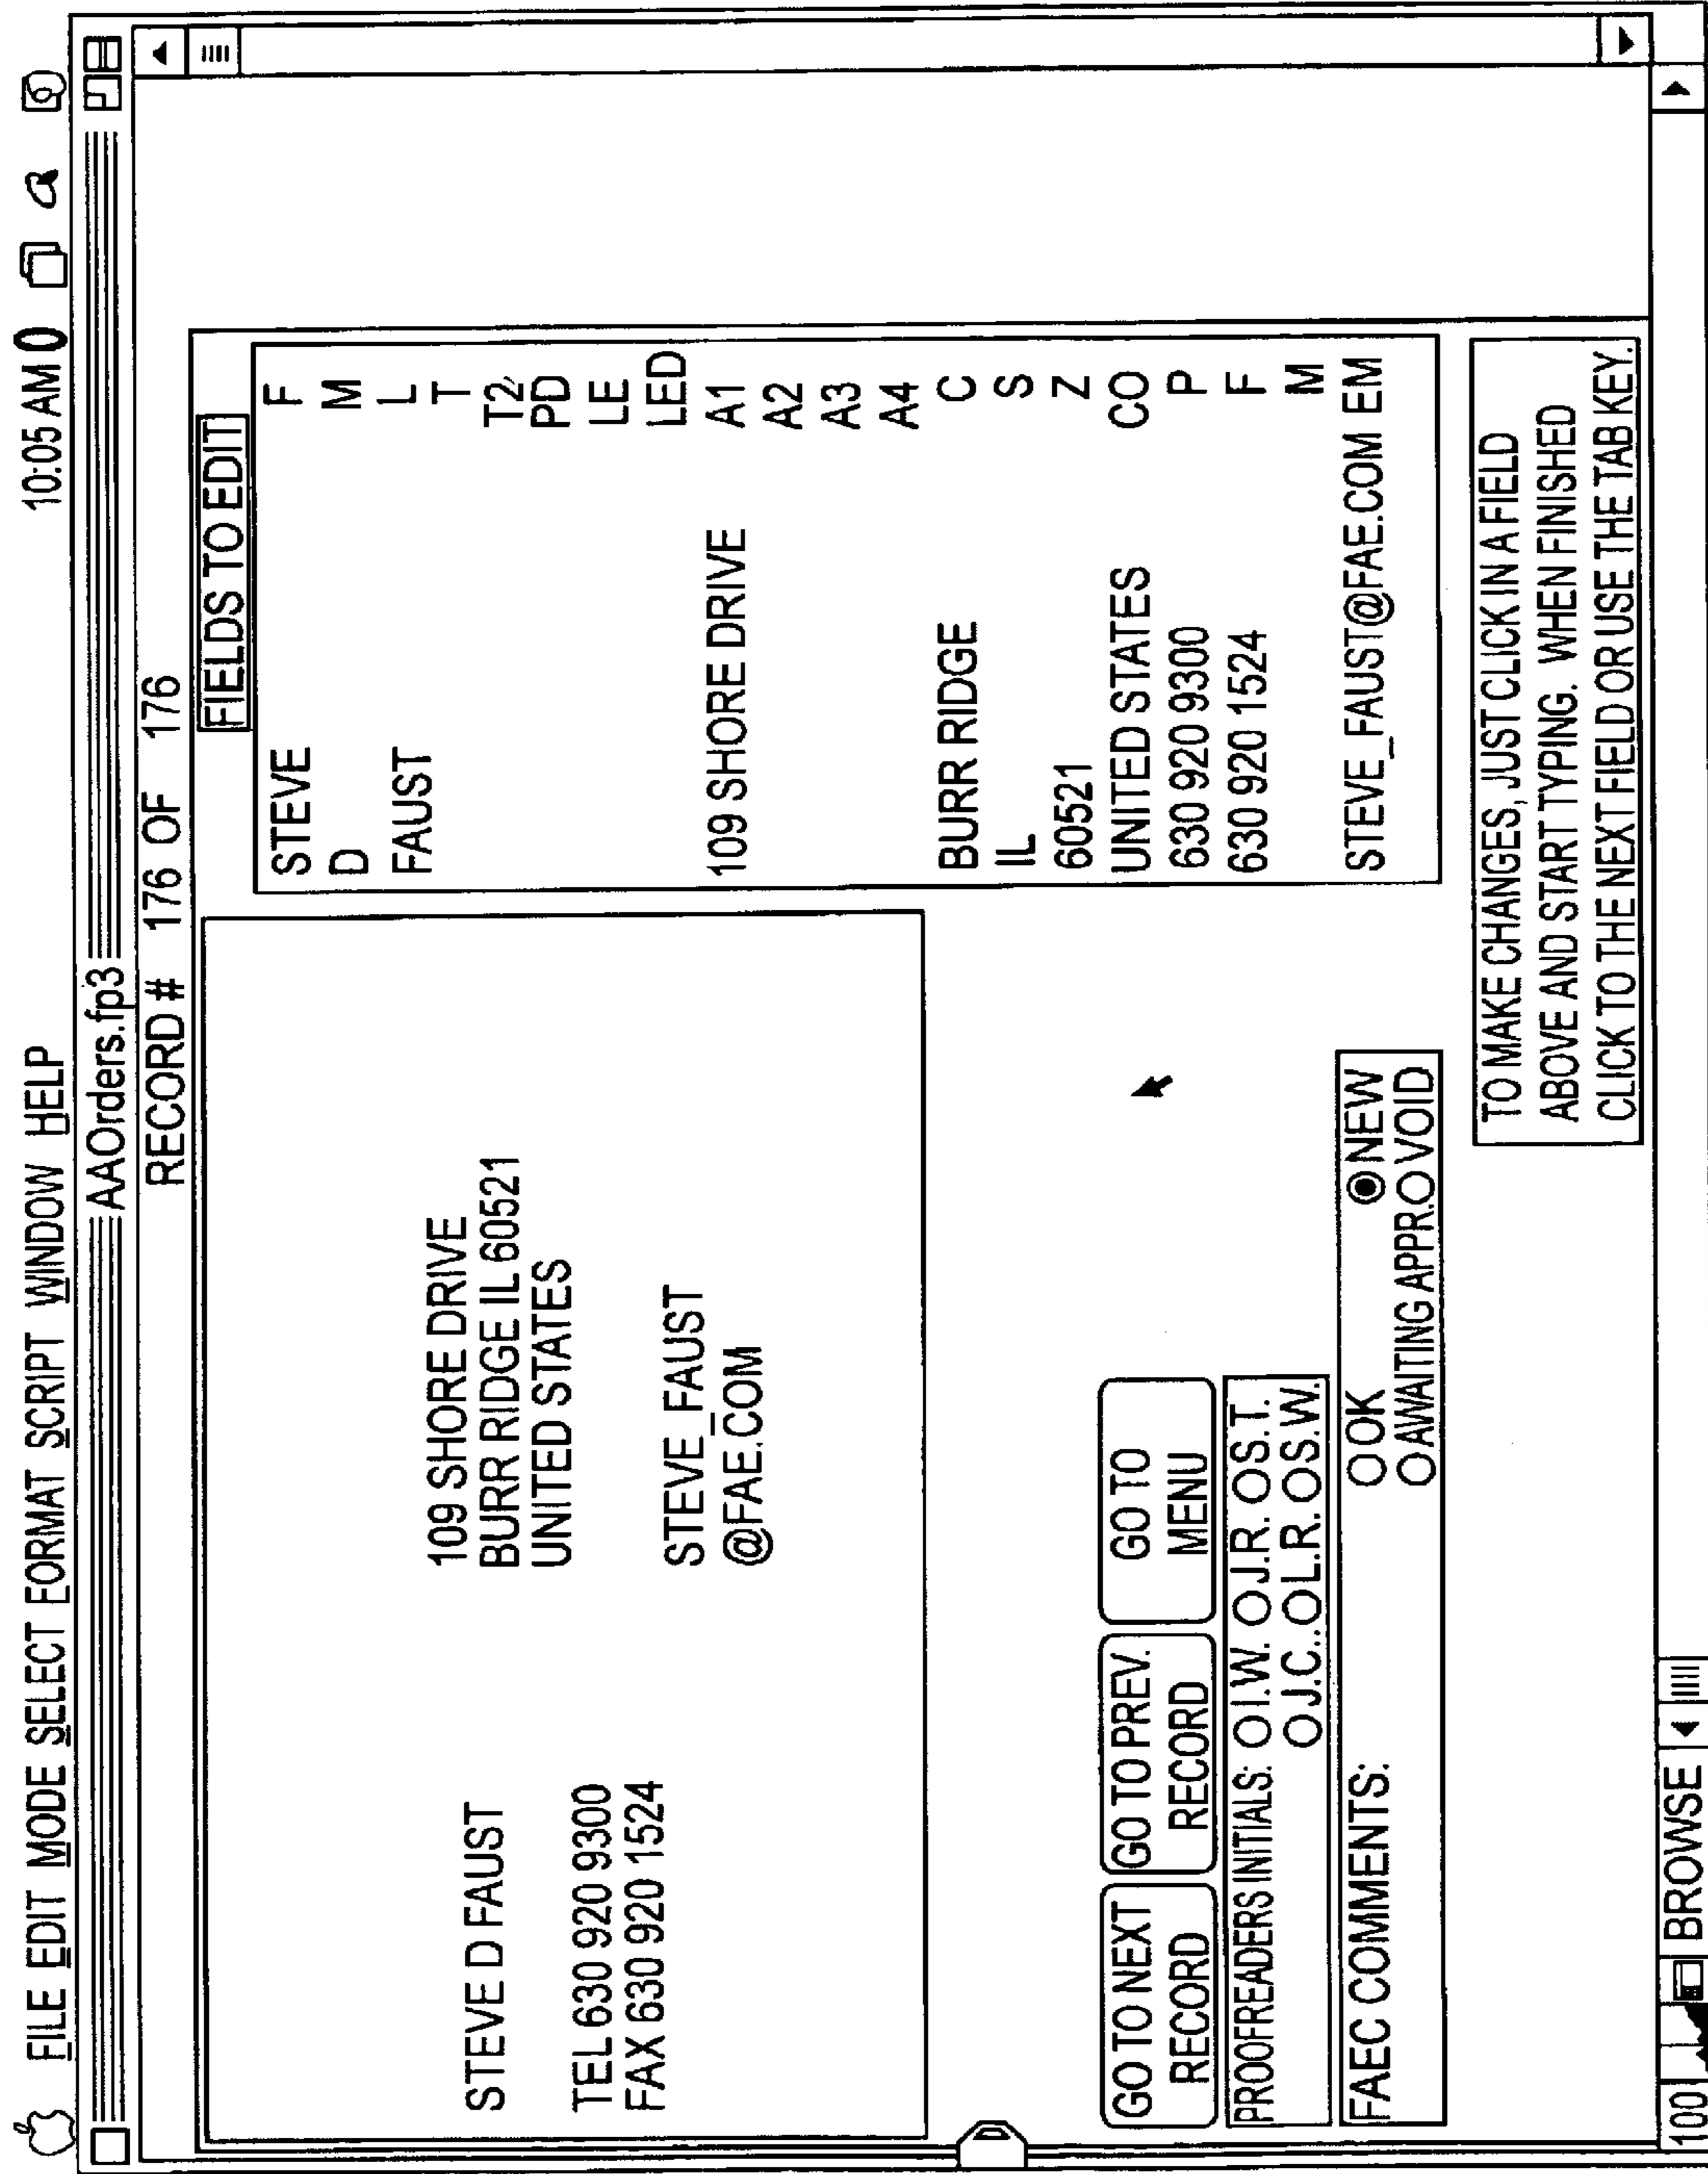 FILE EDIT MODE SELECT FORMAT SCRIPT WINDOW HELP 10:05 AM
AAOrders.fp3
RECORD # 176 OF 176
STEVE D FAUST
TEL 630 920 9300
FAX 630 920 1524
109 SHORE DRIVE
BURR RIDGE IL 60521
UNITED STATES
STEVE_FAUST
@FAE.COM
FIELDS TO EDIT
STEVE F
D M
FAUST L
T
T2
PD
LE
LED
109 SHORE DRIVE A1
A2
A3
A4
BURR RIDGE C
IL S
60521 Z
UNITED STATES CO
630 920 9300 P
630 920 1524 F
M
STEVE_FAUST@FAE.COM EM
GO TO NEXT
RECORD
GO TO PREV.
RECORD
GO TO
MENU
PROOFREADERS INITIALS: I.W. J.R. S.T.
J.C.. L.R. S.W.
FAEC COMMENTS: OK NEW
AWAITING APPR. VOID
TO MAKE CHANGES, JUST CLICK IN A FIELD
ABOVE AND START TYPING. WHEN FINISHED
CLICK TO THE NEXT FIELD OR USE THE TAB KEY.
100 BROWSE